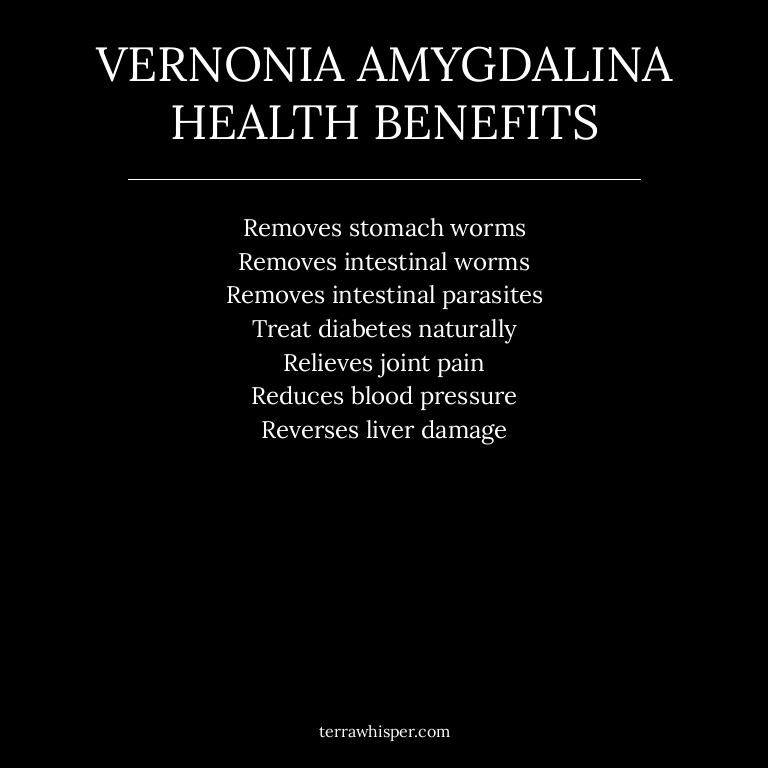 VERNONIA AMYGDALINA
HEALTH BENEFITS
Removes stomach worms
Removes intestinal worms
Removes intestinal parasites
Treat diabetes naturally
Relieves joint pain
Reduces blood pressure
Reverses liver damage
terrawhisper.com